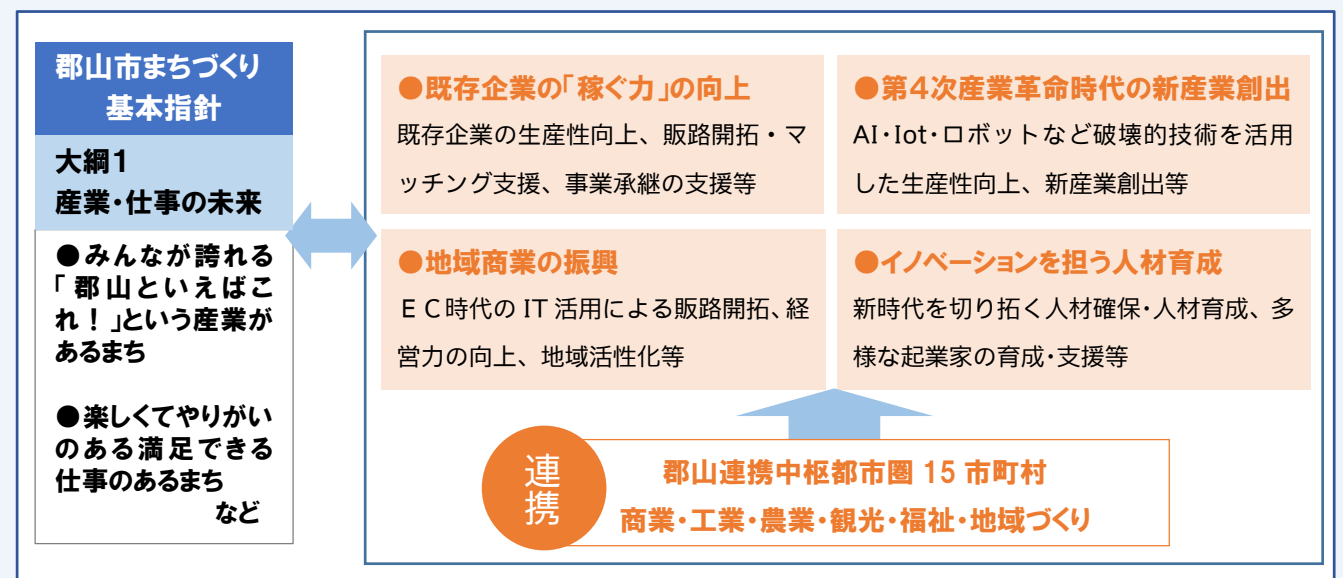 郡山市まちづくり
基本指針
大綱1
産業・仕事の未来
●みんなが誇れる
「郡山といえばこ
れ！」という産業が
あるまち
●楽しくてやりがい
のある満足できる
仕事のあるまち
など
●既存企業の「稼ぐ力」の向上
既存企業の生産性向上、販路開拓・マ
ッチング支援、事業承継の支援等
●第4次産業革命時代の新産業創出
AI・Iot・ロボットなど破壊的技術を活用
した生産性向上、新産業創出等
●地域商業の振興
ＥＣ時代の IT 活用による販路開拓、経
営力の向上、地域活性化等
●イノベーションを担う人材育成
新時代を切り拓く人材確保・人材育成、多
様な起業家の育成・支援等
連携
郡山連携中枢都市圏 15 市町村
商業・工業・農業・観光・福祉・地域づくり